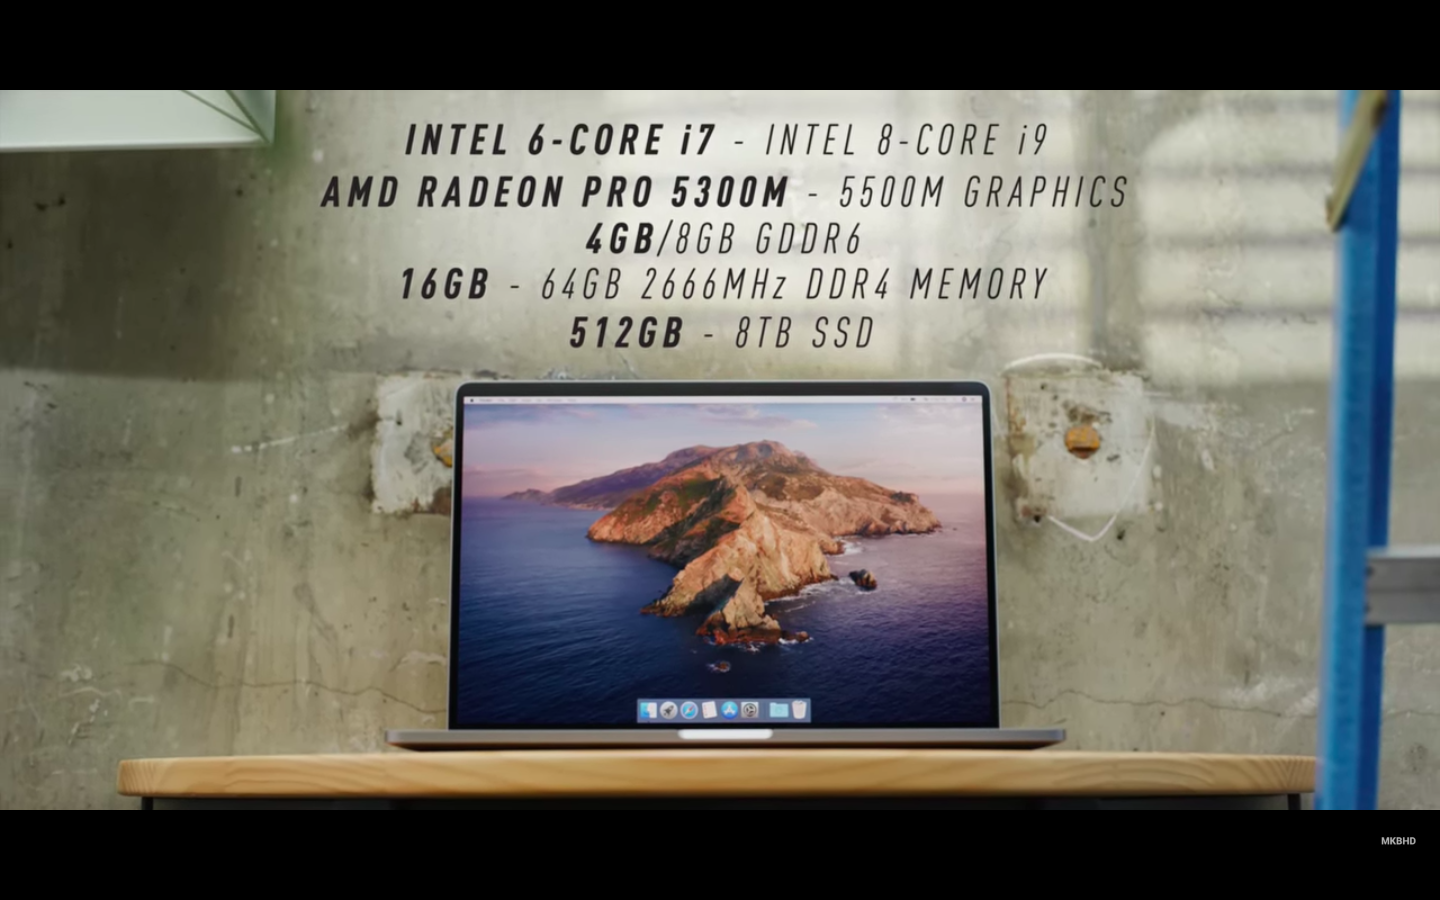 INTEL 6-CORE i7 - INTEL 8-CORE i9
AMD RADEON PRO 5300M - 5500M GRAPHICS
4GB/8GB GDDR6
16GB - 64GB 2666MHz DDR4 MEMORY
512GB - 8TB SSD
MKBHD